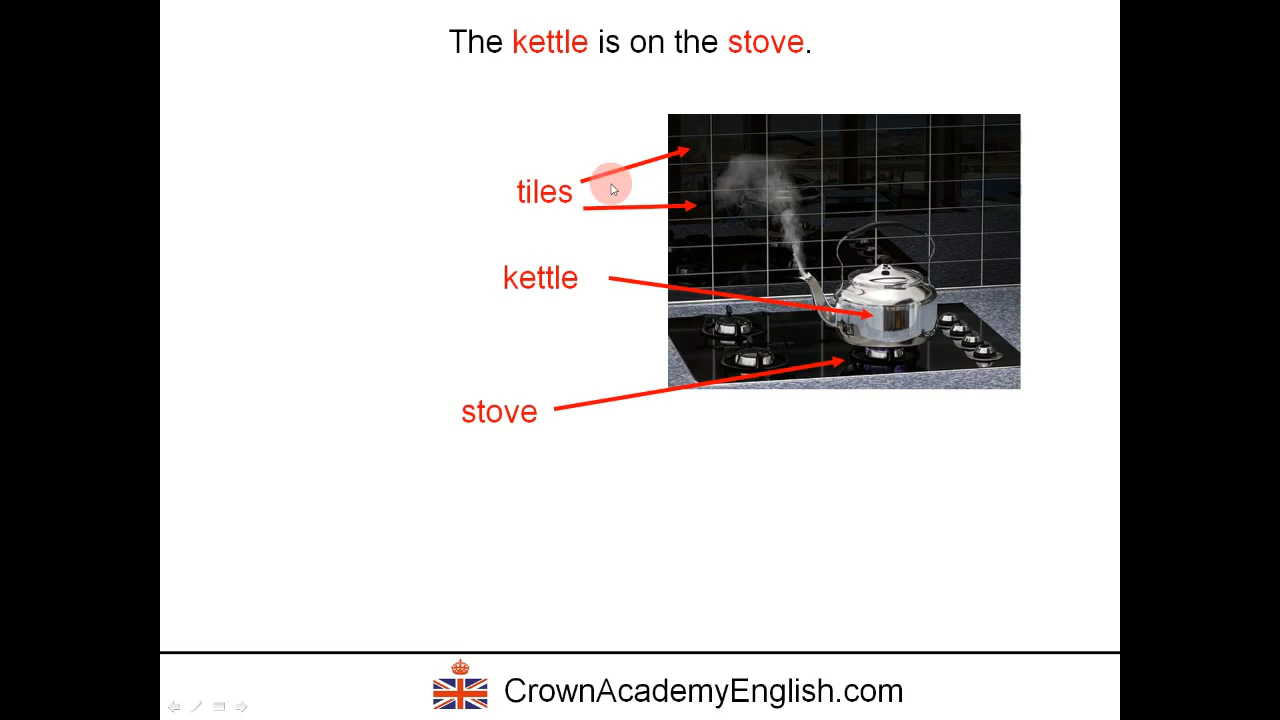 The kettle is on the stove.
tiles
kettle
stove
CrownAcademyEnglish.com